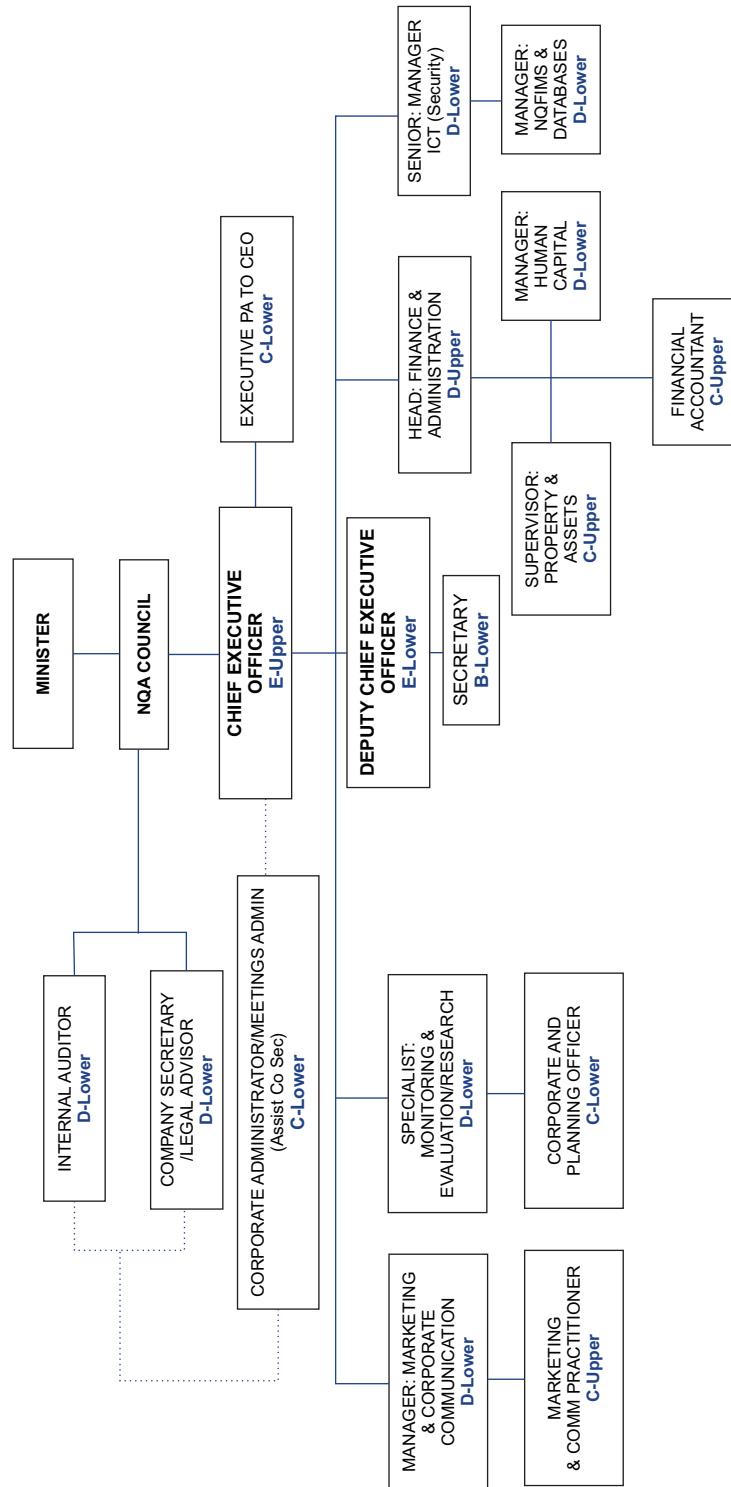 MINISTER
NQA COUNCIL
INTERNAL AUDITOR
D-Lower
COMPANY SECRETARY
/LEGAL ADVISOR
D-Lower
CHIEF EXECUTIVE
OFFICER
E-Upper
EXECUTIVE PA TO CEO
C-Lower
CORPORATE ADMINISTRATOR/MEETINGS ADMIN
(Assist Co Sec)
C-Lower
DEPUTY CHIEF EXECUTIVE
OFFICER
E-Lower
SECRETARY
B-Lower
MANAGER: MARKETING
& CORPORATE
COMMUNICATION
D-Lower
MARKETING
& COMM PRACTITIONER
C-Upper
SPECIALIST:
MONITORING &
EVALUATION/RESEARCH
D-Lower
CORPORATE AND
PLANNING OFFICER
C-Lower
HEAD: FINANCE &
ADMINISTRATION
D-Upper
SUPERVISOR:
PROPERTY &
ASSETS
C-Upper
MANAGER:
HUMAN
CAPITAL
D-Lower
FINANCIAL
ACCOUNTANT
C-Upper
SENIOR: MANAGER
ICT (Security)
D-Lower
MANAGER:
NQFIMS &
DATABASES
D-Lower